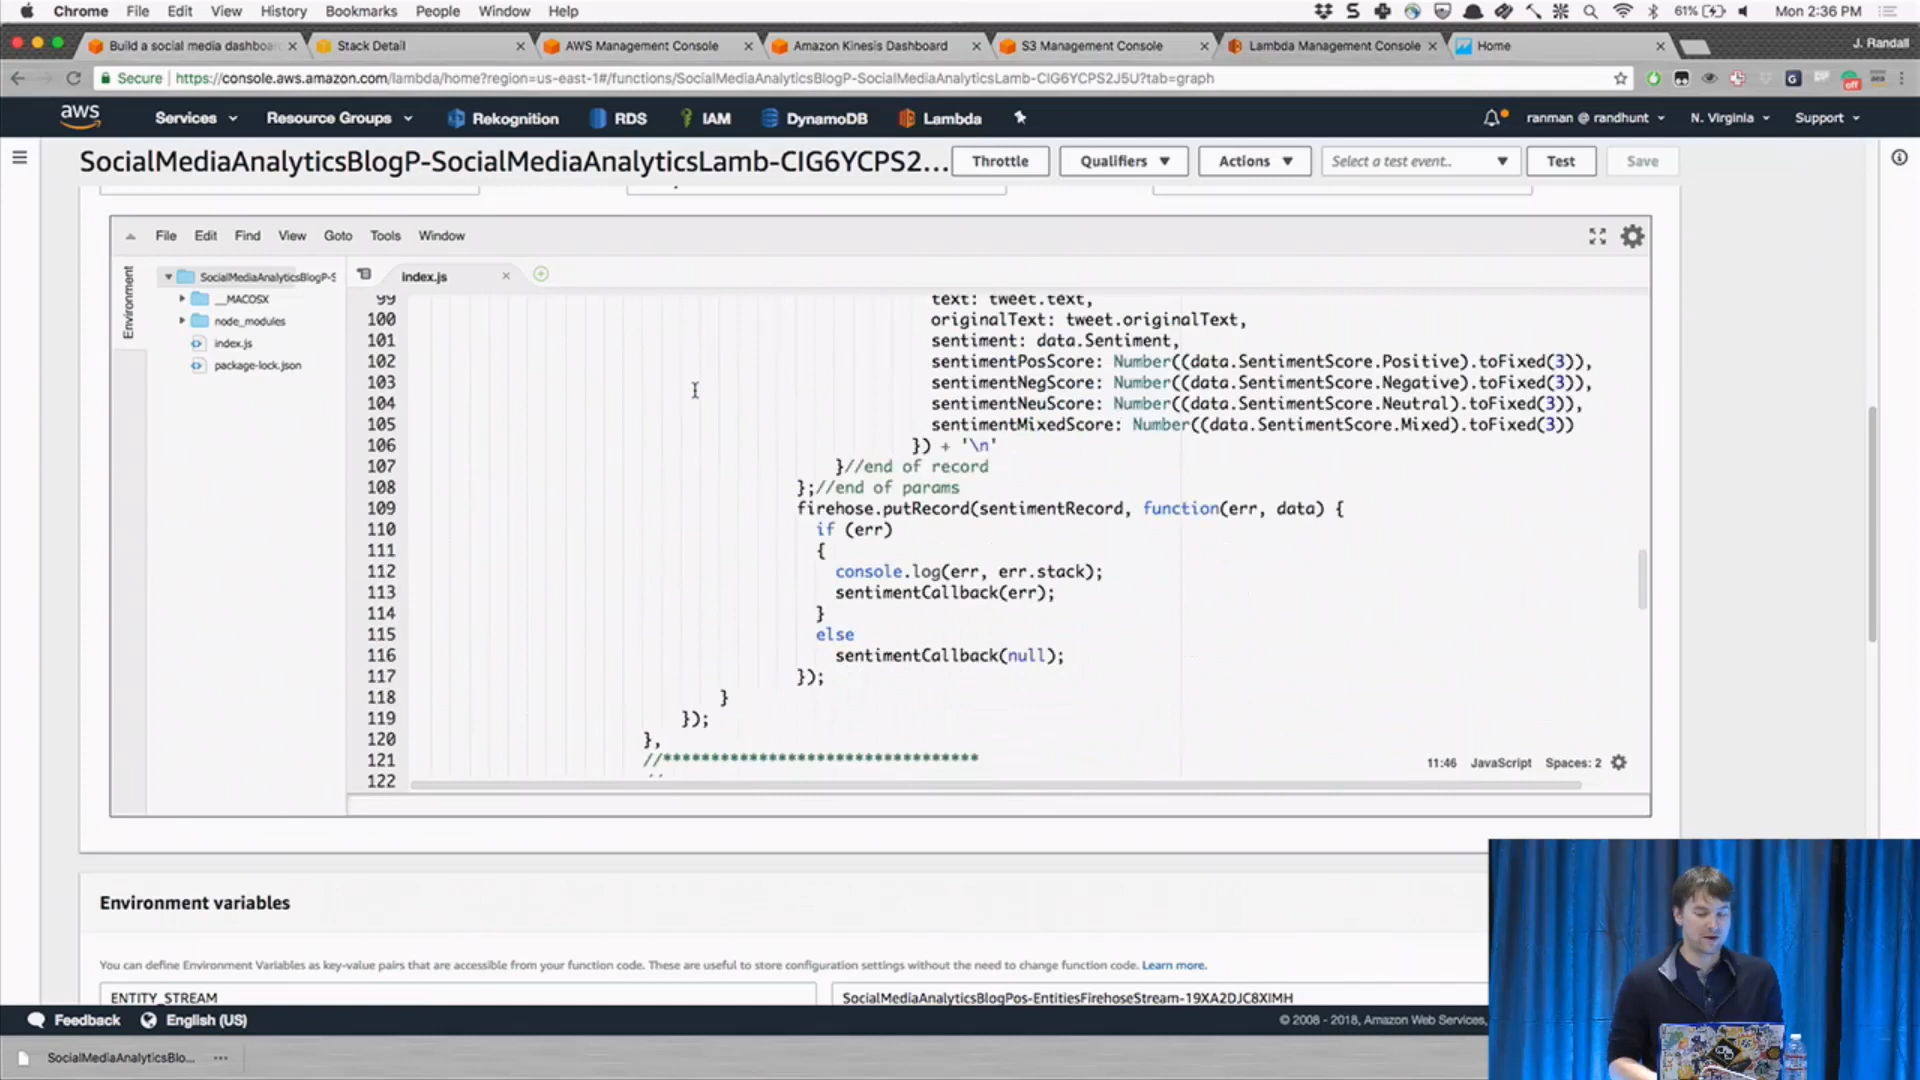 Chrome File Edit View History Bookmarks People Window Help 61% Mon 2:36 PM
Build a social media dashboa Stack Detail AWS Management Console Amazon Kinesis Dashboard S3 Management Console Lambda Management Console Home J. Randall
Secure https://console.aws.amazon.com/lambda/home?region=us-east-1#/functions/SocialMediaAnalyticsBlogP-SocialMediaAnalyticsLamb-CIG6YCPS2J5U?tab=graph
off
aws Services Resource Groups Rekognition RDS IAM DynamoDB Lambda ranman @ randhunt N. Virginia Support
SocialMediaAnalyticsBlogP-SocialMediaAnalyticsLamb-CIG6YCPS2... Throttle Qualifiers Actions Select a test event.. Test Save
File Edit Find View Goto Tools Window
Environment
SocialMediaAnalyticsBlogP-S
__MACOSX
node_modules
index.js
package-lock.json
index.js
99 text: tweet.text,
100 originalText: tweet.originalText,
101 sentiment: data.Sentiment,
102 sentimentPosScore: Number((data.SentimentScore.Positive).toFixed(3)),
103 sentimentNegScore: Number((data.SentimentScore.Negative).toFixed(3)),
104 sentimentNeuScore: Number((data.SentimentScore.Neutral).toFixed(3)),
105 sentimentMixedScore: Number((data.SentimentScore.Mixed).toFixed(3))
106 }) + '\n'
107 }//end of record
108 };//end of params
109 firehose.putRecord(sentimentRecord, function(err, data) {
110 if (err)
111 {
112 console.log(err, err.stack);
113 sentimentCallback(err);
114 }
115 else
116 sentimentCallback(null);
117 });
118 }
119 });
120 },
121 //*********************************
122
11:46 JavaScript Spaces: 2
Environment variables
You can define Environment Variables as key-value pairs that are accessible from your function code. These are useful to store configuration settings without the need to change function code. Learn more.
ENTITY_STREAM SocialMediaAnalyticsBlogPos-EntitiesFirehoseStream-19XA2DJC8XIMH
Feedback English (US) © 2008 - 2018, Amazon Web Services,
SocialMediaAnalyticsBlo...